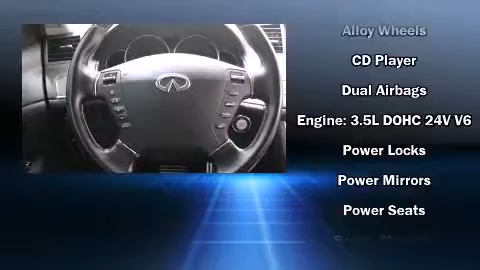 Alloy Wheels
CD Player
Dual Airbags
Engine: 3.5L DOHC 24V V6
Power Locks
Power Mirrors
Power Seats